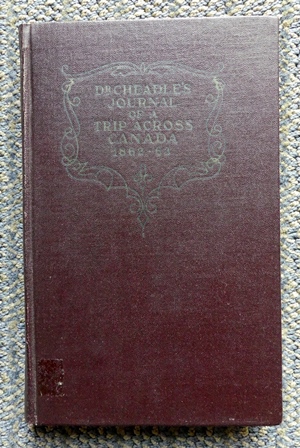 DR CHEADLE'S
JOURNAL
OF A
TRIP ACROSS
CANADA
1862-63